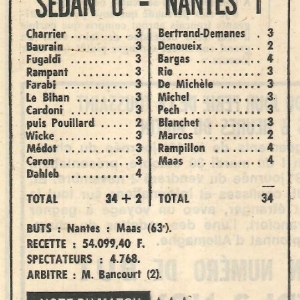 SEDAN 0 - NANTES 1
Charrier ........ 3
Baurain ........ 3
Fugaldi ........ 3
Rampant ........ 3
Farabi ........ 3
Le Bihan ........ 3
Cardoni ........ 3
puis Pouillard .. 2
Wicke ........ 3
Médot ........ 3
Caron ........ 3
Dahleb ........ 4
TOTAL 34 + 2
Bertrand-Demanes . 3
Denoueix ........ 2
Bargas ........ 4
Rio ........ 3
De Michèle ..... 3
Michel ........ 3
Pech ........ 3
Blanchet ........ 3
Marcos ........ 2
Rampillon ..... 4
Maas ........ 4
TOTAL 34
BUTS : Nantes : Maas (63').
RECETTE : 54.099,40 F.
SPECTATEURS : 4.768.
ARBITRE : M. Bancourt (2).